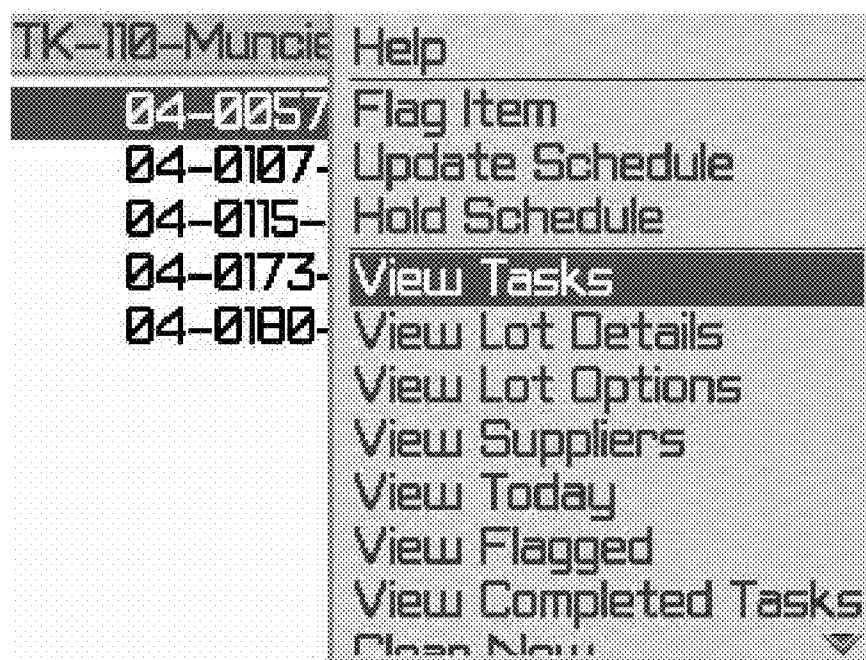 TK-110-Muncie
04-0057
04-0107-
04-0115-
04-0173-
04-0180-
Help
Flag Item
Update Schedule
Hold Schedule
View Tasks
View Lot Details
View Lot Options
View Suppliers
View Today
View Flagged
View Completed Tasks